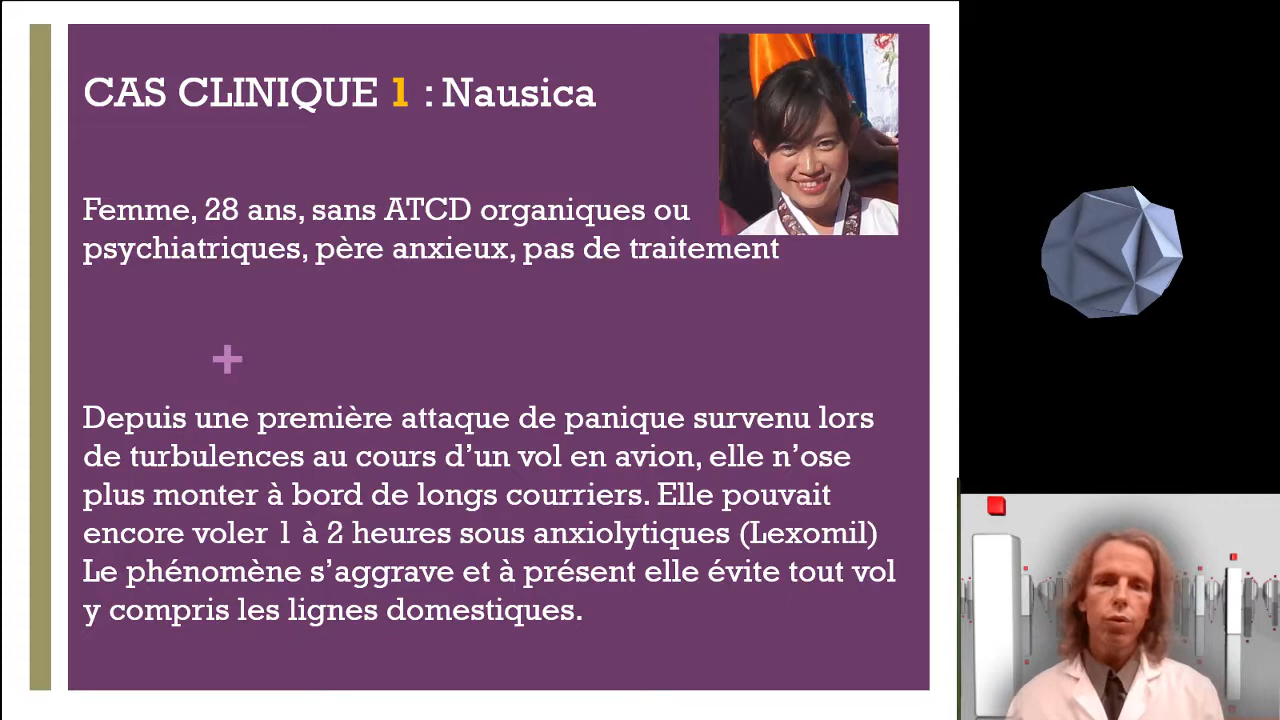 CAS CLINIQUE 1 : Nausica
Femme, 28 ans, sans ATCD organiques ou
psychiatriques, père anxieux, pas de traitement
+
Depuis une première attaque de panique survenu lors
de turbulences au cours d’un vol en avion, elle n’ose
plus monter à bord de longs courriers. Elle pouvait
encore voler 1 à 2 heures sous anxiolytiques (Lexomil)
Le phénomène s’aggrave et à présent elle évite tout vol
y compris les lignes domestiques.